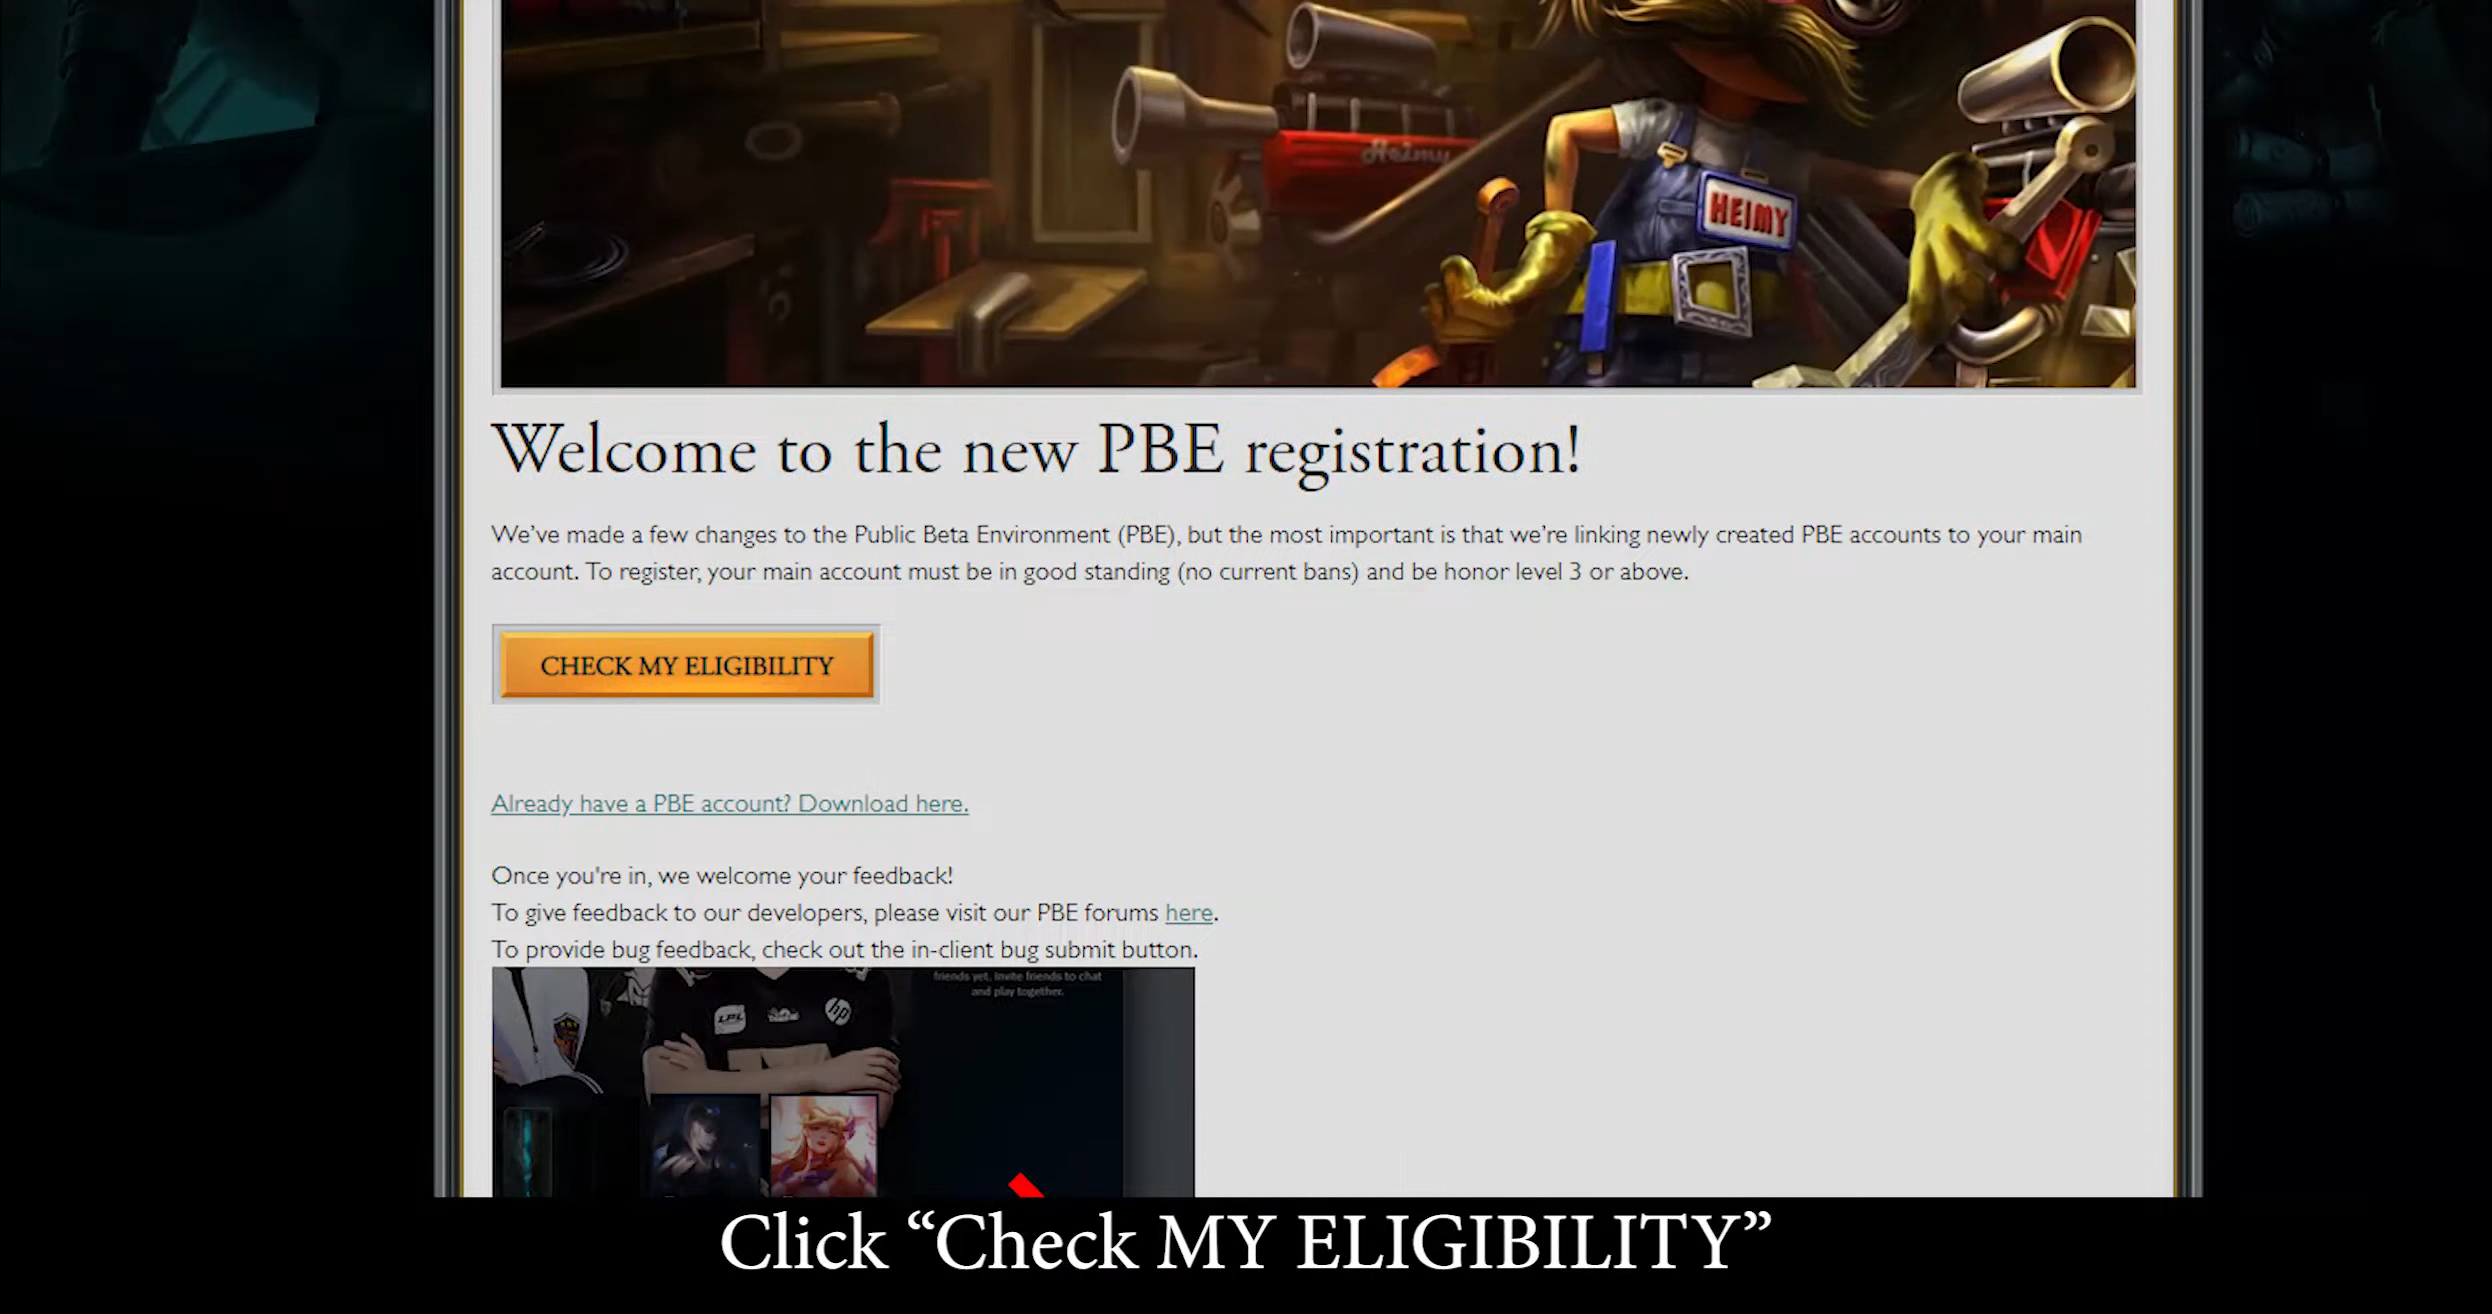 Heimy
HEIMY
Welcome to the new PBE registration!
We've made a few changes to the Public Beta Environment (PBE), but the most important is that we're linking newly created PBE accounts to your main
account. To register, your main account must be in good standing (no current bans) and be honor level 3 or above.
CHECK MY ELIGIBILITY
Already have a PBE account? Download here.
Once you're in, we welcome your feedback!
To give feedback to our developers, please visit our PBE forums here.
To provide bug feedback, check out the in-client bug submit button.
friends yet. Invite friends to chat
and play together.
LPL
hp
Click “Check MY ELIGIBILITY”